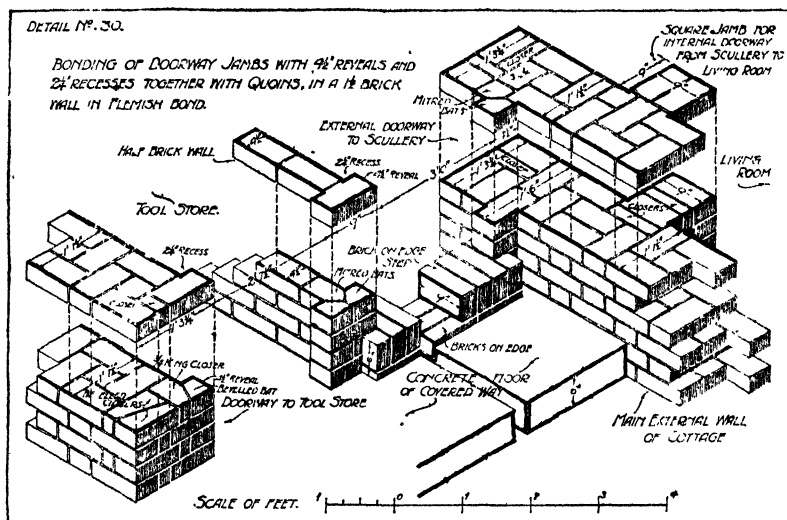 DETAIL Nº. 30.
BONDING OF DOORWAY JAMBS WITH 4½" REVEALS AND
2¼" RECESSES TOGETHER WITH QUOINS, IN A 1½ BRICK
WALL IN FLEMISH BOND.
SQUARE JAMB FOR
INTERNAL DOORWAY
FROM SCULLERY TO
LIVING ROOM
MITRED
BATS
EXTERNAL DOORWAY
TO SCULLERY
HALF BRICK WALL
2¼" RECESS
4½" REVEAL
LIVING
ROOM
TOOL STORE.
2¼" RECESS
BRICK ON EDGE
STEP
MITRED BATS
CLOSER
CLOSERS
BRICKS ON EDGE
KING CLOSER
REVEAL
BEVELLED BAT
DOORWAY TO TOOL STORE
CONCRETE FLOOR
OF COVERED WAY
MAIN EXTERNAL WALL
OF COTTAGE
SCALE OF FEET. 1 0 1 2 3 4